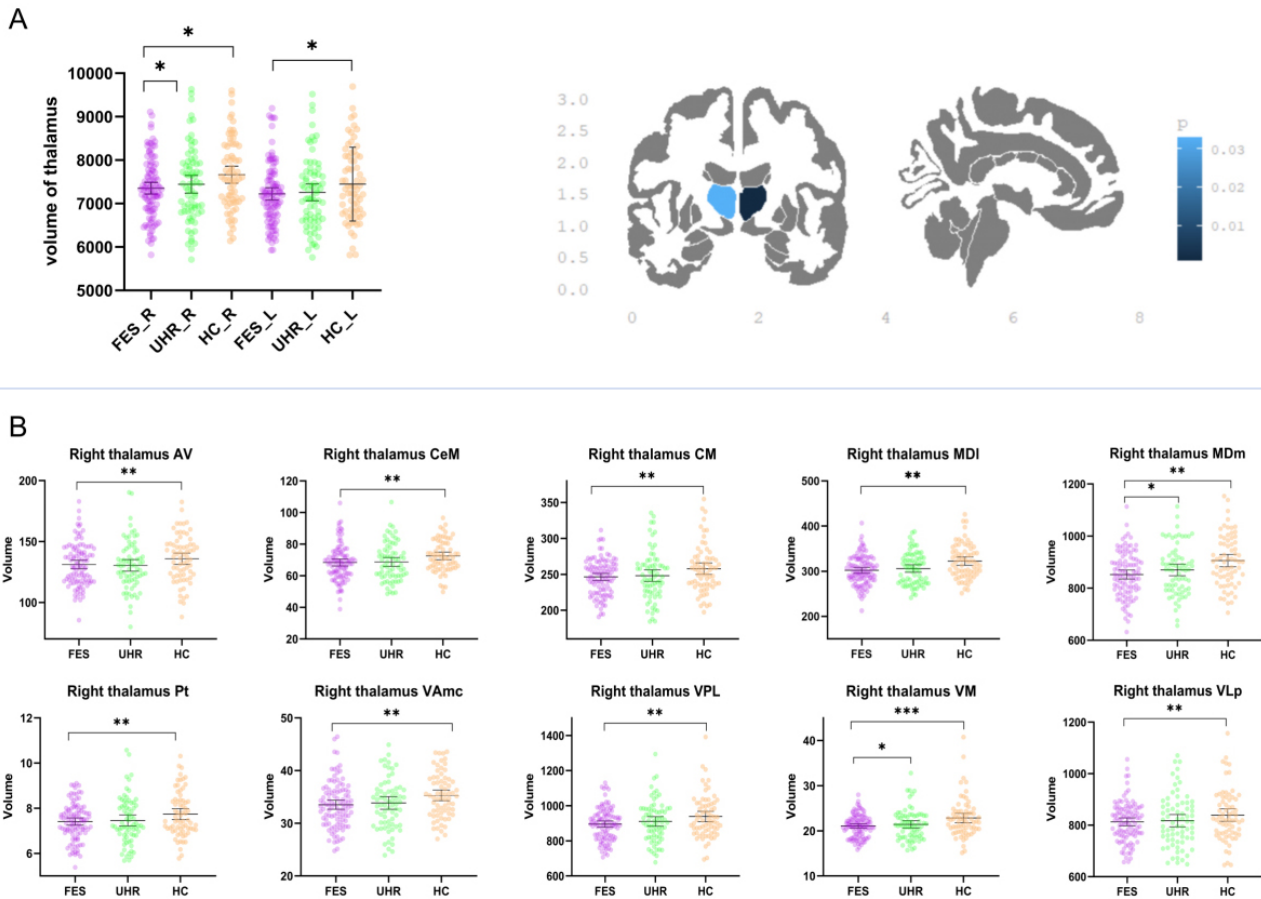 A
*
*
*
volume of thalamus
10000
9000
8000
7000
6000
5000
FES_R
UHR_R
HC_R
FES_L
UHR_L
HC_L
3.0
2.5
2.0
1.5
1.0
0.5
0.0
0
2
4
6
8
p
0.03
0.02
0.01
B
Right thalamus AV
**
Volume
200
150
100
FES UHR HC
Right thalamus CeM
**
Volume
120
100
80
60
40
20
FES UHR HC
Right thalamus CM
**
Volume
350
300
250
200
FES UHR HC
Right thalamus MDl
**
Volume
500
400
300
200
FES UHR HC
Right thalamus MDm
**
*
Volume
1200
1000
800
600
FES UHR HC
Right thalamus Pt
**
Volume
12
10
8
6
FES UHR HC
Right thalamus VAmc
**
Volume
50
40
30
20
FES UHR HC
Right thalamus VPL
**
Volume
1400
1200
1000
800
600
FES UHR HC
Right thalamus VM
***
*
Volume
40
30
20
10
FES UHR HC
Right thalamus VLp
**
Volume
1200
1000
800
600
FES UHR HC